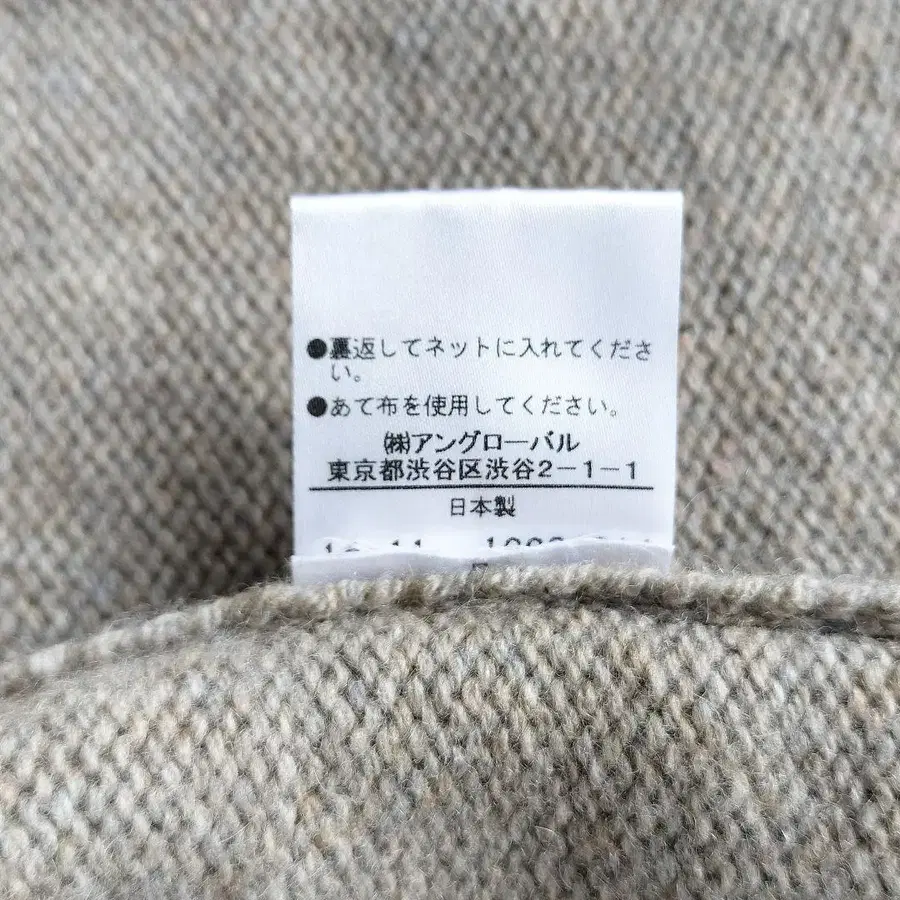 ●裏返してネットに入れてくださ
い。
●あて布を使用してください。
㈱アングローバル
東京都渋谷区渋谷2-1-1
日本製